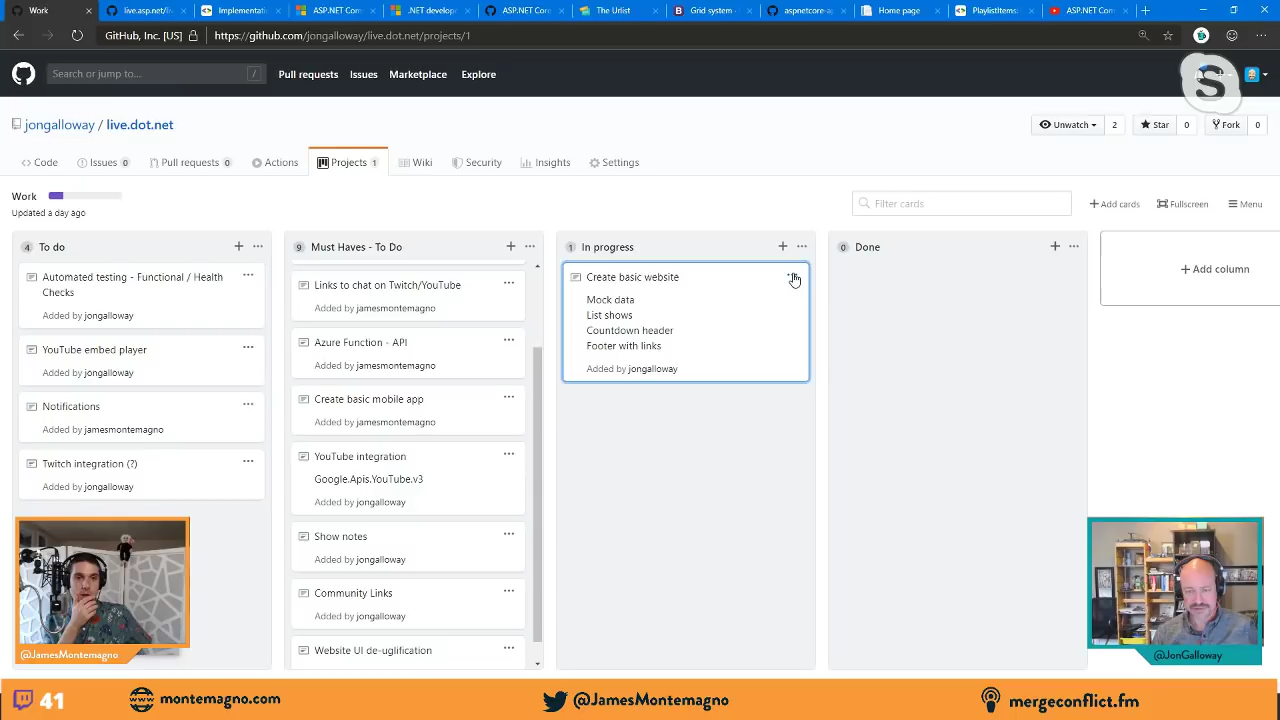 Work
live.asp.net/liv
Implementati
ASP.NET Com
.NET develop
ASP.NET Cor
The Urlist
Grid system ·
aspnetcore-ap
Home page
PlaylistItems:
ASP.NET Cor
GitHub, Inc. [US]
https://github.com/jongalloway/live.dot.net/projects/1
Search or jump to...
/
Pull requests
Issues
Marketplace
Explore
jongalloway / live.dot.net
Unwatch
2
Star
0
Fork
0
Code
Issues 0
Pull requests 0
Actions
Projects 1
Wiki
Security
Insights
Settings
Work
Updated a day ago
Filter cards
Add cards
Fullscreen
Menu
4 To do
Automated testing - Functional / Health
Checks
Added by jongalloway
YouTube embed player
Added by jongalloway
Notifications
Added by jamesmontemagno
Twitch integration (?)
Added by jongalloway
9 Must Haves - To Do
Links to chat on Twitch/YouTube
Added by jamesmontemagno
Azure Function - API
Added by jamesmontemagno
Create basic mobile app
Added by jamesmontemagno
YouTube integration
Google.Apis.YouTube.v3
Added by jongalloway
Show notes
Added by jongalloway
Community Links
Added by jongalloway
Website UI de-uglification
1 In progress
Create basic website
Mock data
List shows
Countdown header
Footer with links
Added by jongalloway
0 Done
Add column
@JamesMontemagno
@JonGalloway
41
montemagno.com
@JamesMontemagno
mergeconflict.fm